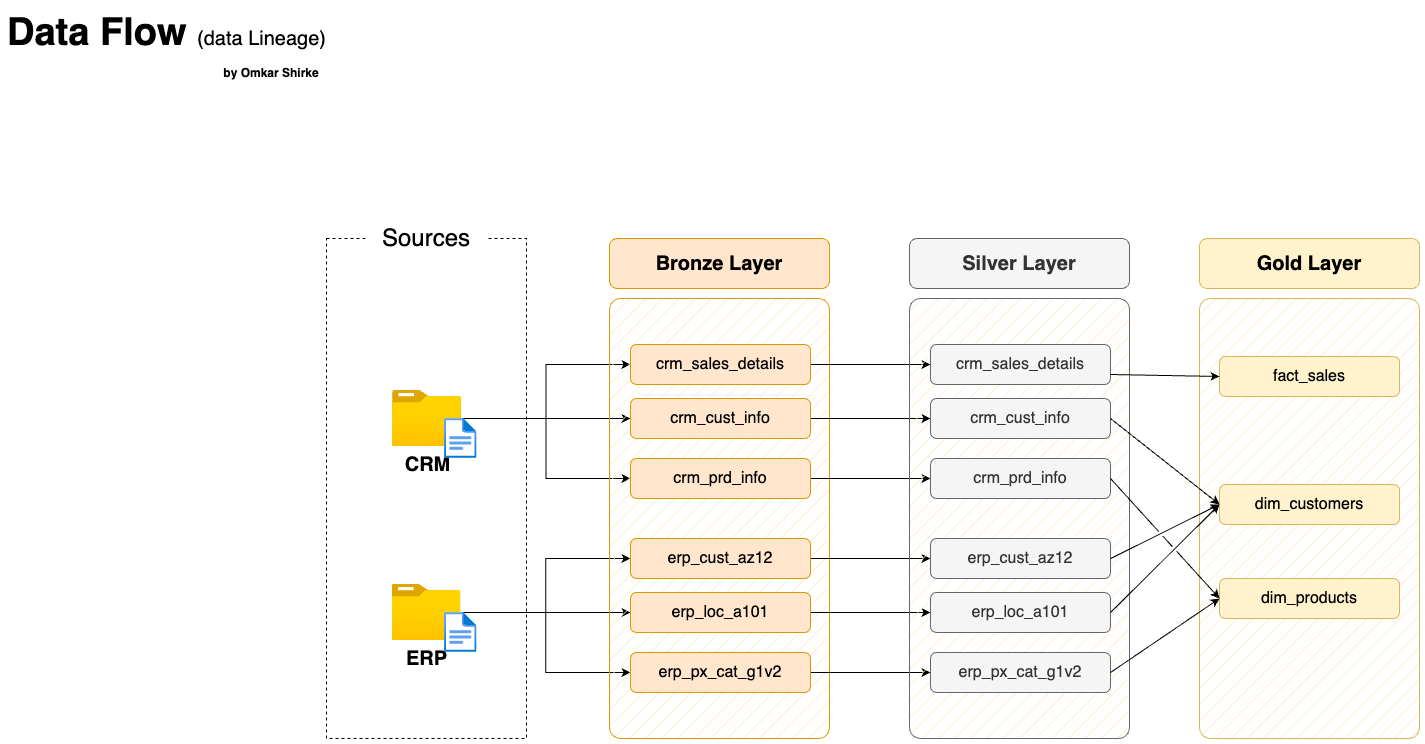 Data Flow (data Lineage)
by Omkar Shirke
Sources
CRM
ERP
Bronze Layer
crm_sales_details
crm_cust_info
crm_prd_info
erp_cust_az12
erp_loc_a101
erp_px_cat_g1v2
Silver Layer
crm_sales_details
crm_cust_info
crm_prd_info
erp_cust_az12
erp_loc_a101
erp_px_cat_g1v2
Gold Layer
fact_sales
dim_customers
dim_products